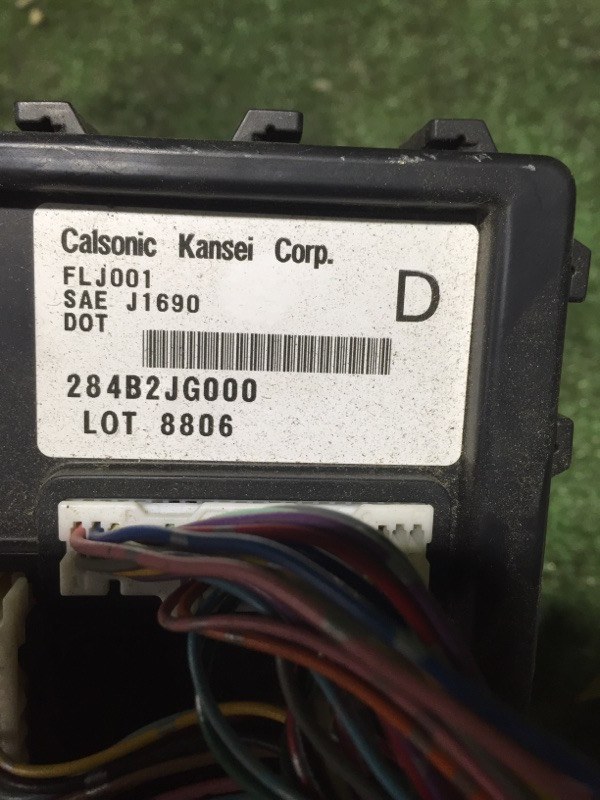 Calsonic Kansei Corp.
FLJ001
SAE J1690
DOT
D
284B2JG000
LOT 8806